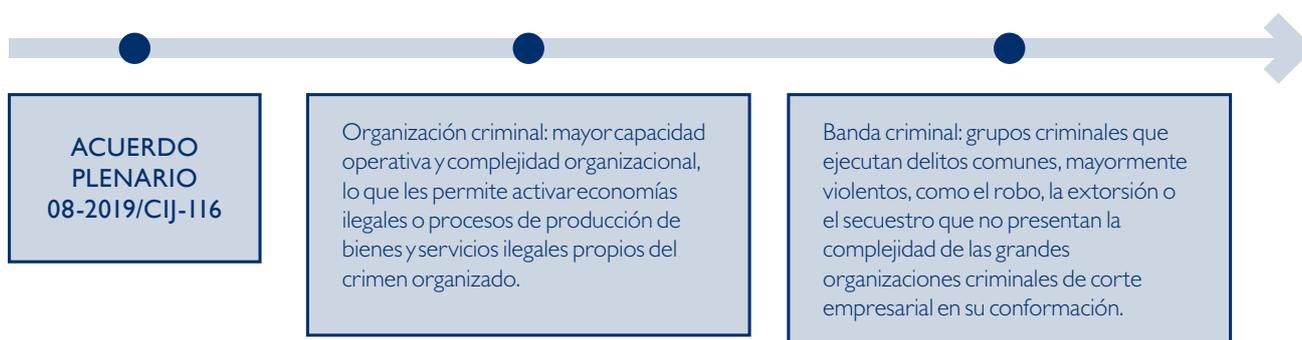 ACUERDO
PLENARIO
08-2019/CIJ-116
Organización criminal: mayor capacidad
operativa y complejidad organizacional,
lo que les permite activar economías
ilegales o procesos de producción de
bienes y servicios ilegales propios del
crimen organizado.
Banda criminal: grupos criminales que
ejecutan delitos comunes, mayormente
violentos, como el robo, la extorsión o
el secuestro que no presentan la
complejidad de las grandes
organizaciones criminales de corte
empresarial en su conformación.